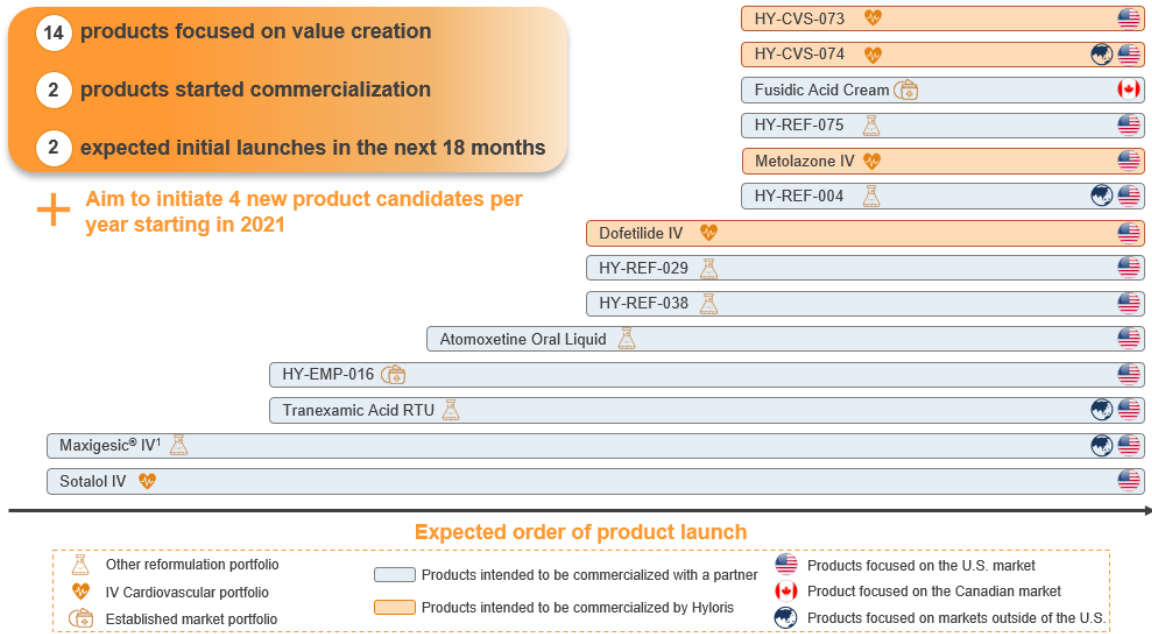 14 products focused on value creation
2 products started commercialization
2 expected initial launches in the next 18 months
+ Aim to initiate 4 new product candidates per
year starting in 2021
HY-CVS-073
HY-CVS-074
Fusidic Acid Cream
HY-REF-075
Metolazone IV
HY-REF-004
Dofetilide IV
HY-REF-029
HY-REF-038
Atomoxetine Oral Liquid
HY-EMP-016
Tranexamic Acid RTU
Maxigesic® IV¹
Sotalol IV
Expected order of product launch
Other reformulation portfolio
IV Cardiovascular portfolio
Established market portfolio
Products intended to be commercialized with a partner
Products intended to be commercialized by Hyloris
Products focused on the U.S. market
Product focused on the Canadian market
Products focused on markets outside of the U.S.